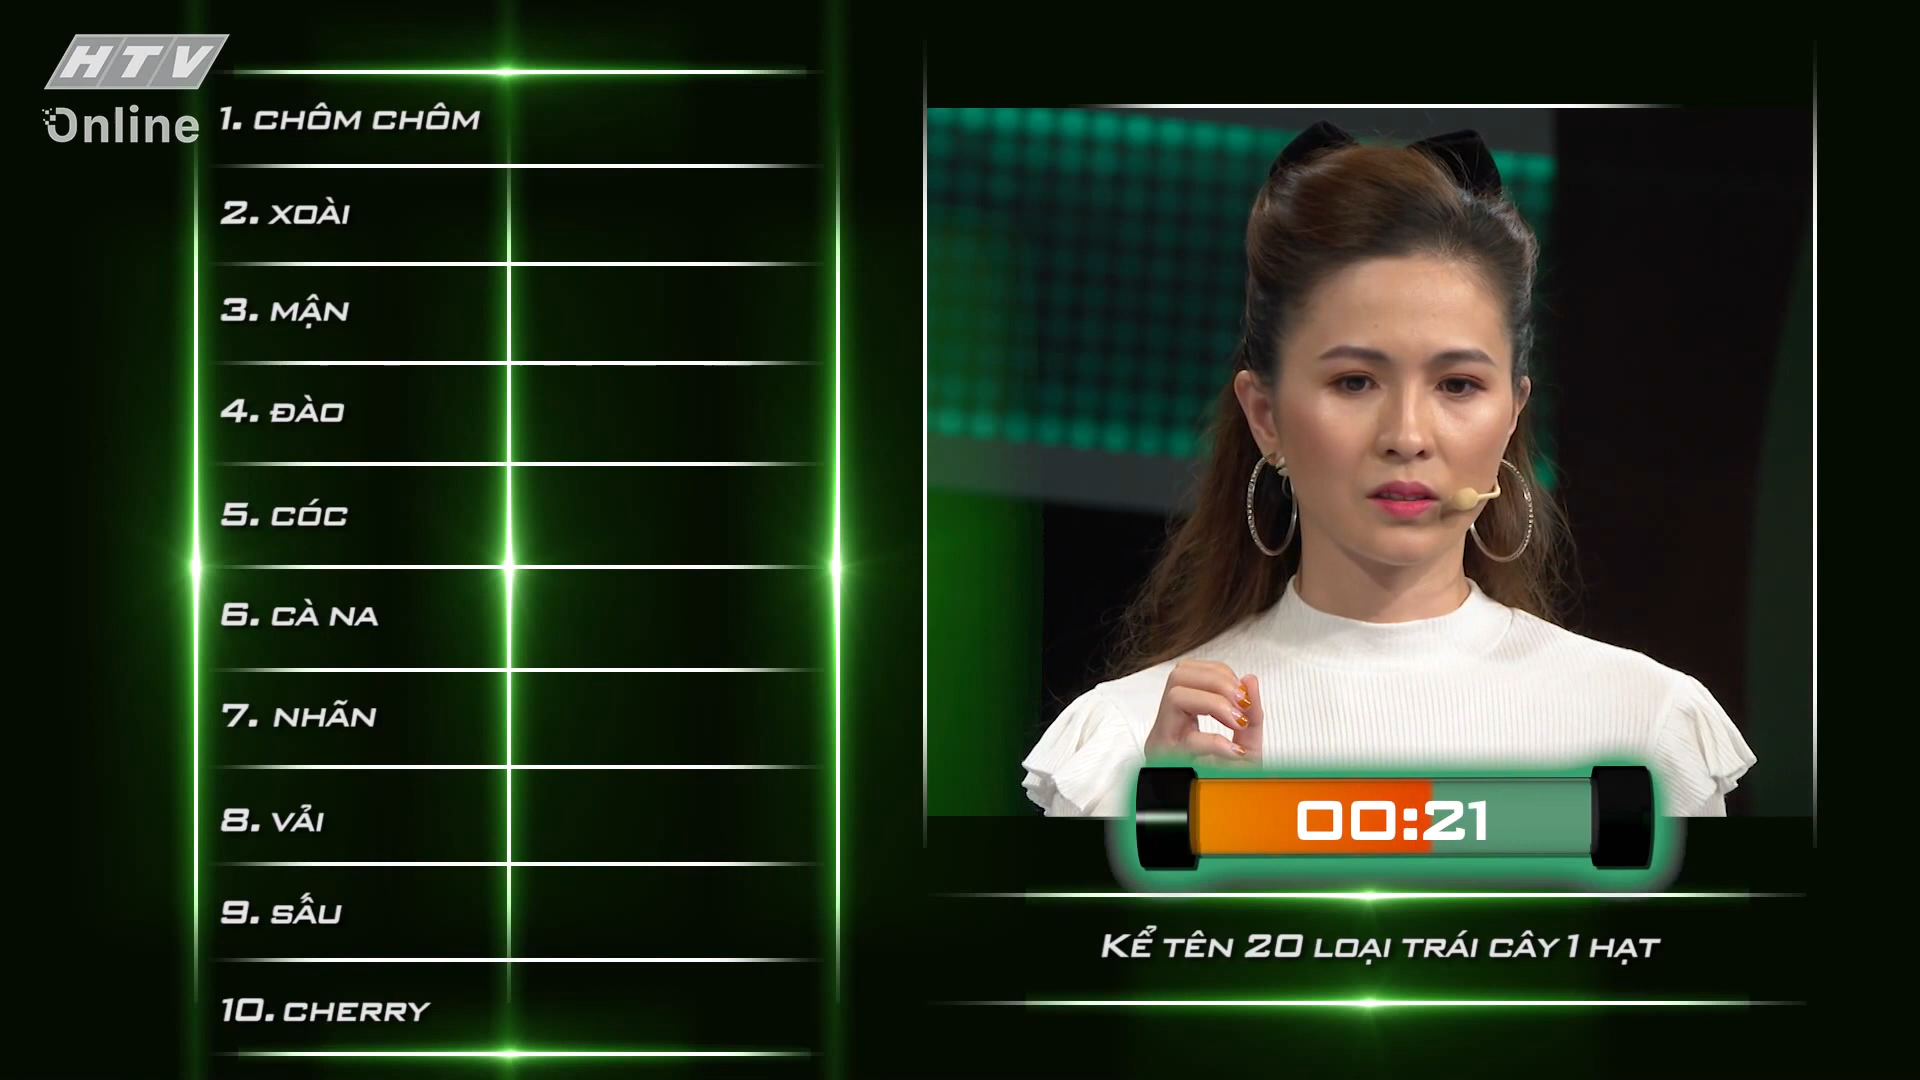 HTV
Online
1. CHÔM CHÔM
2. XOÀI
3. MẬN
4. ĐÀO
5. CÓC
6. CÀ NA
7. NHÃN
8. VẢI
9. SẤU
10. CHERRY
00:21
KỂ TÊN 20 LOẠI TRÁI CÂY 1 HẠT